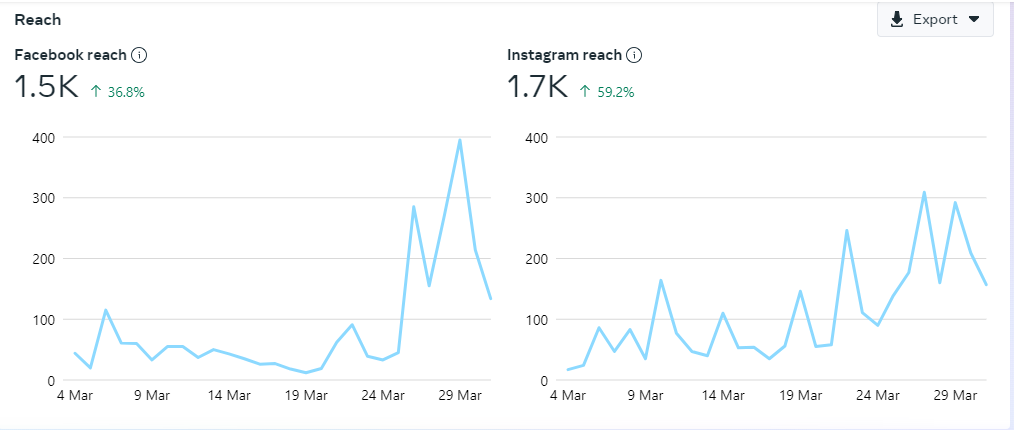 Reach
Export
Facebook reach
1.5K ↑ 36.8%
400
300
200
100
0
4 Mar 9 Mar 14 Mar 19 Mar 24 Mar 29 Mar
Instagram reach
1.7K ↑ 59.2%
400
300
200
100
0
4 Mar 9 Mar 14 Mar 19 Mar 24 Mar 29 Mar